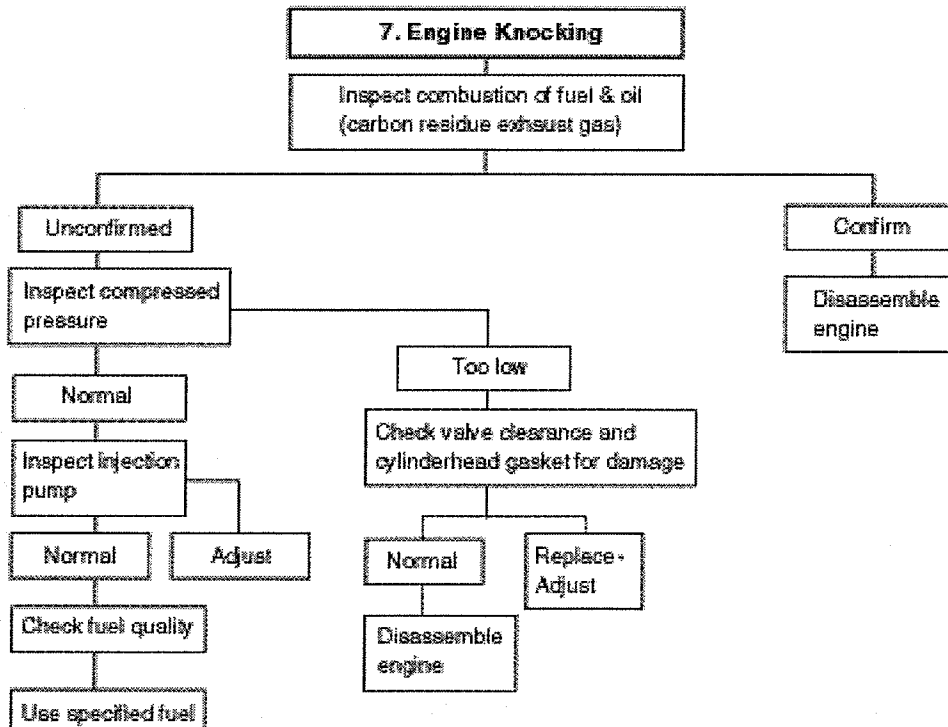 7. Engine Knocking
Inspect combustion of fuel & oil
(carbon residue exhaust gas)
Unconfirmed
Confirm
Inspect compressed
pressure
Disassemble
engine
Too low
Normal
Check valve clearance and
cylinderhead gasket for damage
Inspect injection
pump
Normal
Adjust
Normal
Replace -
Adjust
Check fuel quality
Disassemble
engine
Use specified fuel